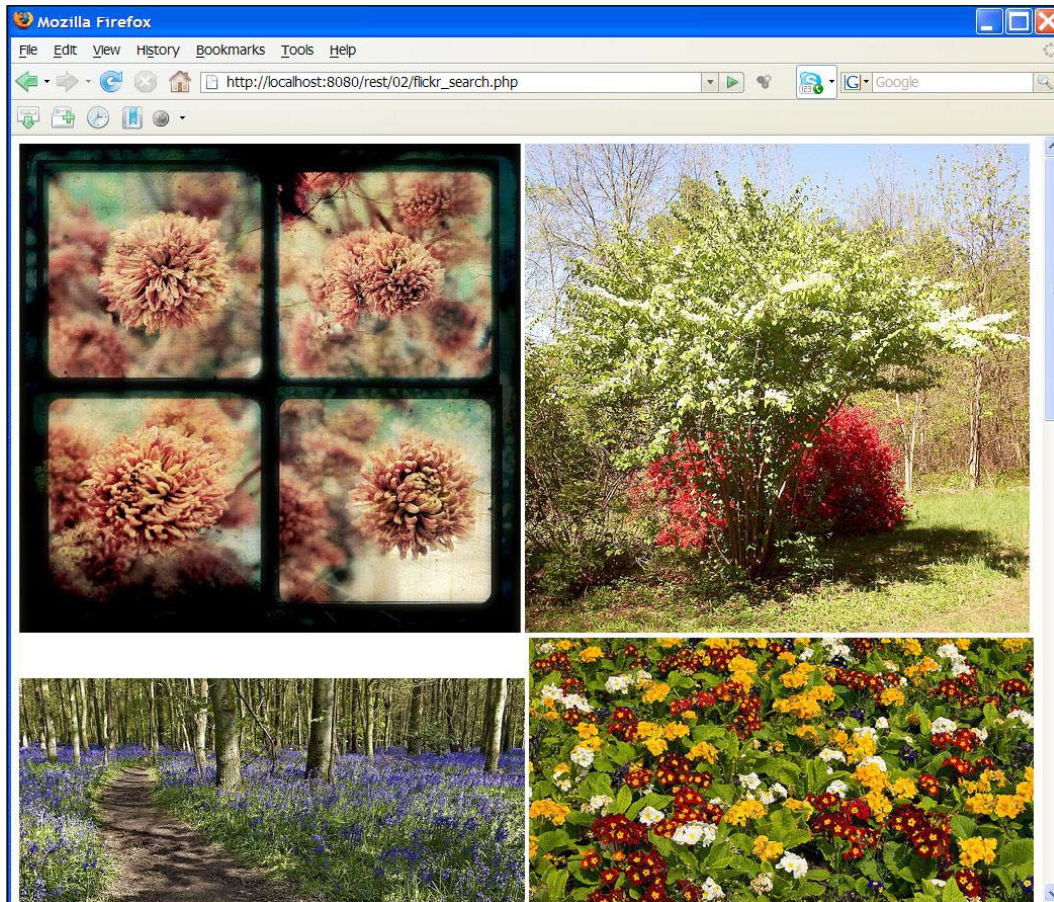 Mozilla Firefox
File Edit View History Bookmarks Tools Help
http://localhost:8080/rest/02/flickr_search.php G Google